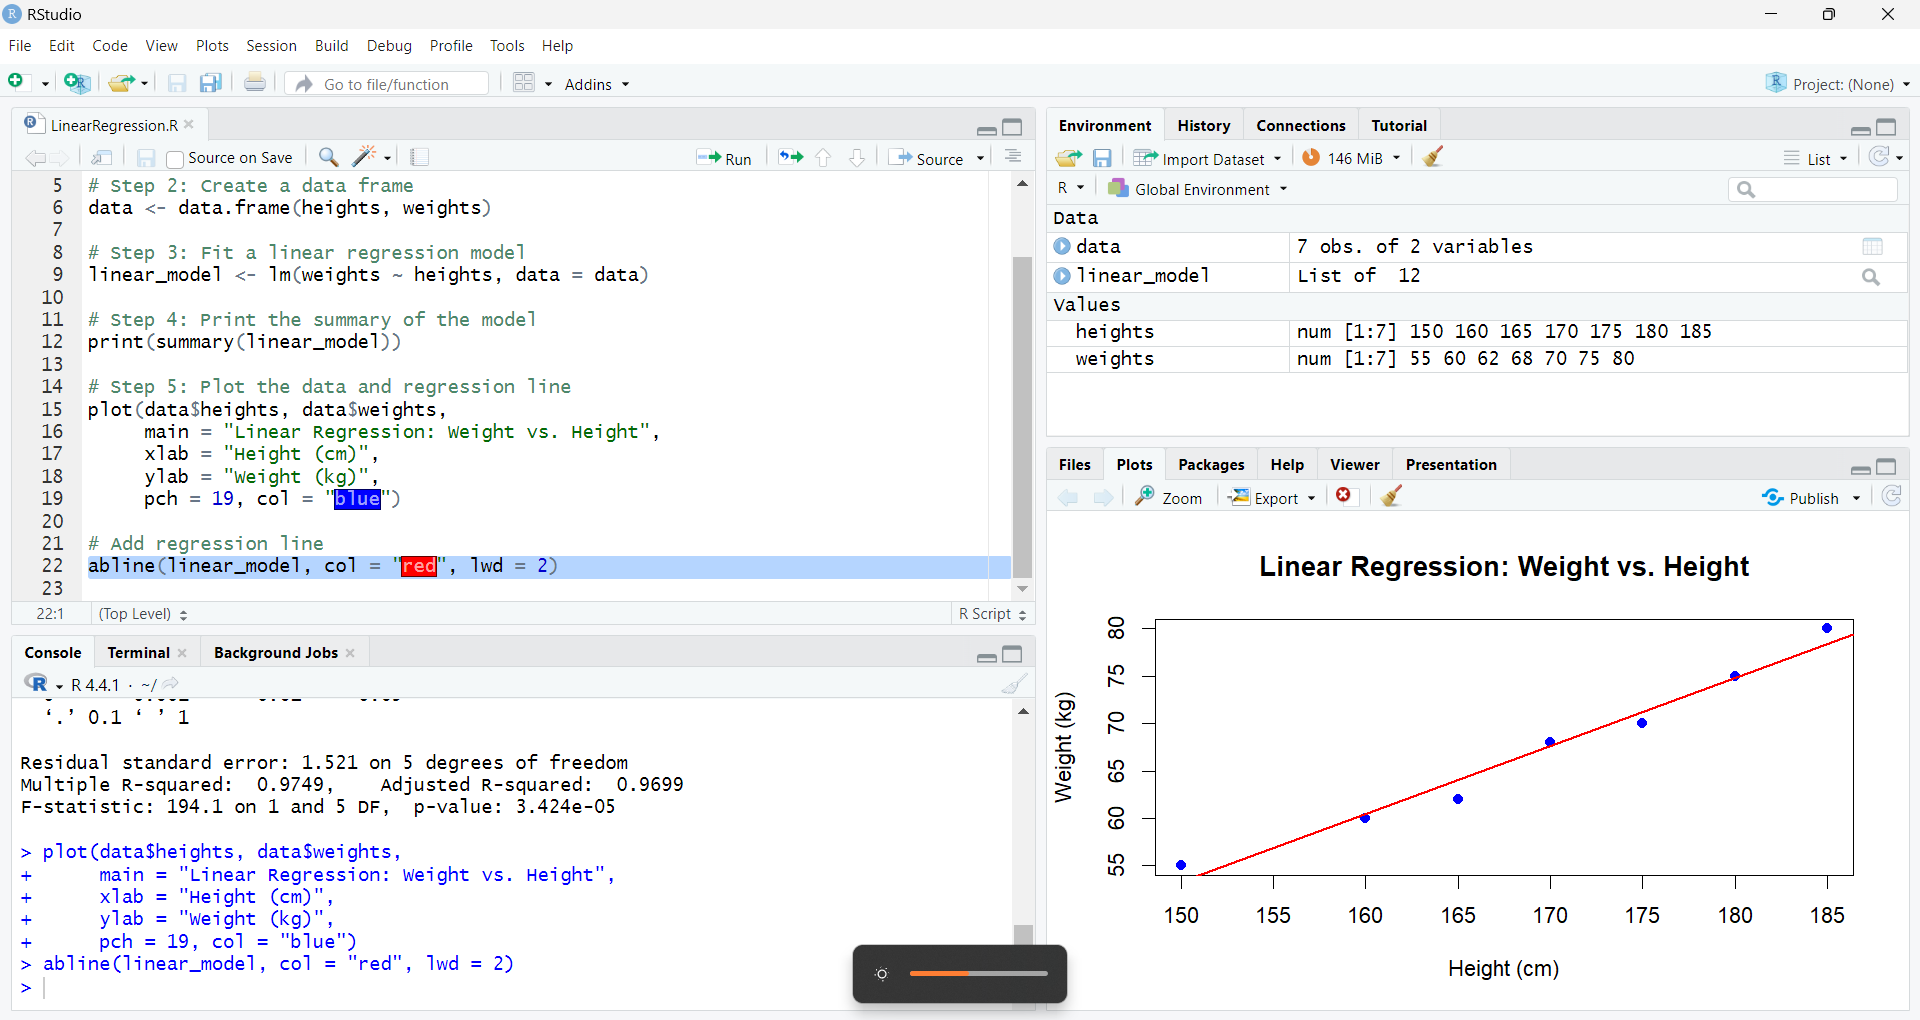 RStudio
File Edit Code View Plots Session Build Debug Profile Tools Help
Go to file/function Addins Project: (None)
LinearRegression.R
Source on Save Run Source
5 # Step 2: Create a data frame
6 data <- data.frame(heights, weights)
7
8 # Step 3: Fit a linear regression model
9 linear_model <- lm(weights ~ heights, data = data)
10
11 # Step 4: Print the summary of the model
12 print(summary(linear_model))
13
14 # Step 5: Plot the data and regression line
15 plot(data$heights, data$weights,
16 main = "Linear Regression: Weight vs. Height",
17 xlab = "Height (cm)",
18 ylab = "Weight (kg)",
19 pch = 19, col = "blue")
20
21 # Add regression line
22 abline(linear_model, col = "red", lwd = 2)
23
22:1 (Top Level) R Script
Console Terminal Background Jobs
R 4.4.1 · ~/
‘.’ 0.1 ‘ ’ 1
Residual standard error: 1.521 on 5 degrees of freedom
Multiple R-squared: 0.9749, Adjusted R-squared: 0.9699
F-statistic: 194.1 on 1 and 5 DF, p-value: 3.424e-05
> plot(data$heights, data$weights,
+ main = "Linear Regression: Weight vs. Height",
+ xlab = "Height (cm)",
+ ylab = "Weight (kg)",
+ pch = 19, col = "blue")
> abline(linear_model, col = "red", lwd = 2)
>
Environment History Connections Tutorial
Import Dataset 146 MiB List
R Global Environment
Data
data 7 obs. of 2 variables
linear_model List of 12
Values
heights num [1:7] 150 160 165 170 175 180 185
weights num [1:7] 55 60 62 68 70 75 80
Files Plots Packages Help Viewer Presentation
Zoom Export Publish
Linear Regression: Weight vs. Height
Weight (kg)
80
75
70
65
60
55
150 155 160 165 170 175 180 185
Height (cm)